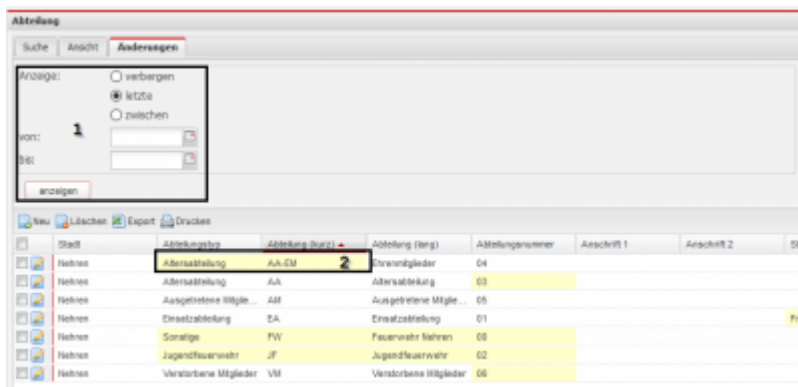 Abteilung
Suche Ansicht Änderungen
Anzeige: verbergen
letzte
zwischen
1
von:
bis:
anzeigen
Neu Löschen Export Drucken
Stadt Abteilungstyp Abteilung (kurz) Abteilung (lang) Abteilungsnummer Anschrift 1 Anschrift 2
Nehren Altersabteilung AA-EM 2 Ehrenmitglieder 04
Nehren Altersabteilung AA Altersabteilung 03
Nehren Ausgetretene Mitglie... AM Ausgetretene Mitglie... 05
Nehren Einsatzabteilung EA Einsatzabteilung 01
Nehren Sonstige FW Feuerwehr Nehren 00
Nehren Jugendfeuerwehr JF Jugendfeuerwehr 02
Nehren Verstorbene Mitglieder VM Verstorbene Mitglieder 06